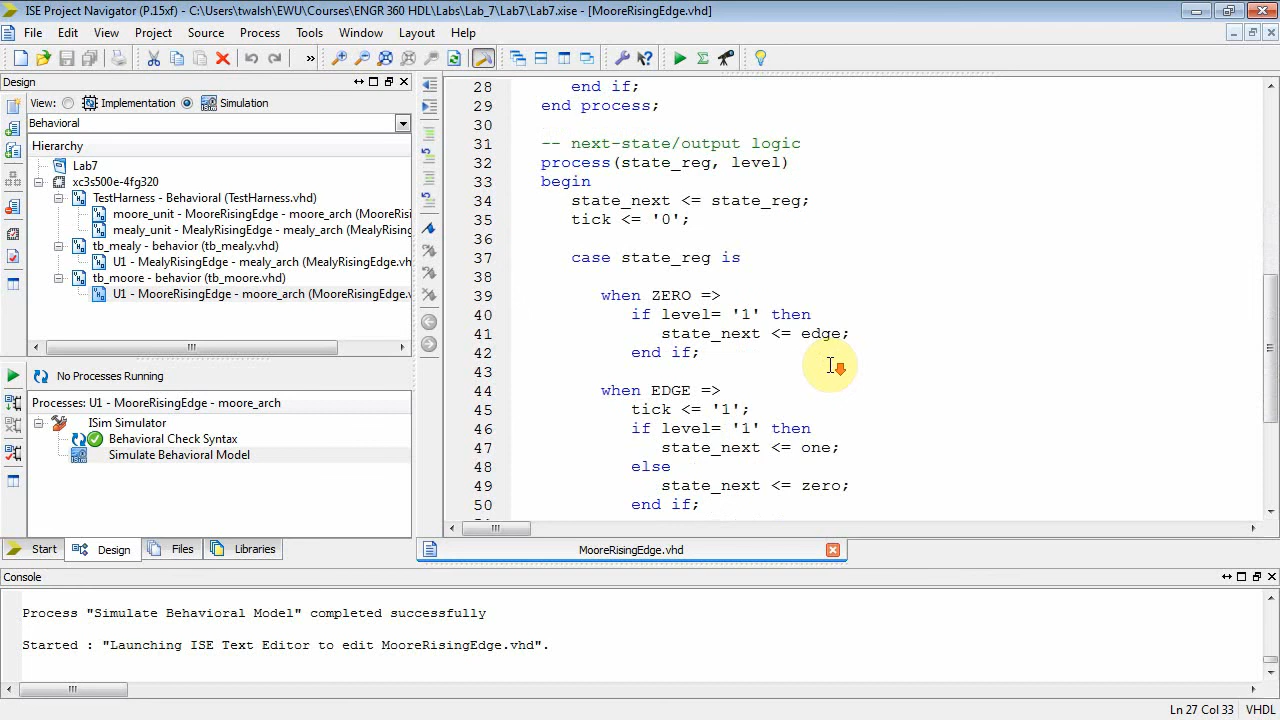 ISE Project Navigator (P.15xf) - C:\Users\twalsh\EWU\Courses\ENGR 360 HDL\Labs\Lab_7\Lab7\Lab7.xise - [MooreRisingEdge.vhd]
File Edit View Project Source Process Tools Window Layout Help
»
Design
View: Implementation Simulation
Behavioral
Hierarchy
Lab7
xc3s500e-4fg320
TestHarness - Behavioral (TestHarness.vhd)
moore_unit - MooreRisingEdge - moore_arch (MooreRis
mealy_unit - MealyRisingEdge - mealy_arch (MealyRisin
tb_mealy - behavior (tb_mealy.vhd)
U1 - MealyRisingEdge - mealy_arch (MealyRisingEdge.vh
tb_moore - behavior (tb_moore.vhd)
U1 - MooreRisingEdge - moore_arch (MooreRisingEdge.v
No Processes Running
Processes: U1 - MooreRisingEdge - moore_arch
ISim Simulator
Behavioral Check Syntax
Simulate Behavioral Model
Start Design Files Libraries
28 end if;
29 end process;
30
31 -- next-state/output logic
32 process(state_reg, level)
33 begin
34 state_next <= state_reg;
35 tick <= '0';
36
37 case state_reg is
38
39 when ZERO =>
40 if level= '1' then
41 state_next <= edge;
42 end if;
43
44 when EDGE =>
45 tick <= '1';
46 if level= '1' then
47 state_next <= one;
48 else
49 state_next <= zero;
50 end if;
MooreRisingEdge.vhd
Console
Process "Simulate Behavioral Model" completed successfully
Started : "Launching ISE Text Editor to edit MooreRisingEdge.vhd".
Ln 27 Col 33 VHDL